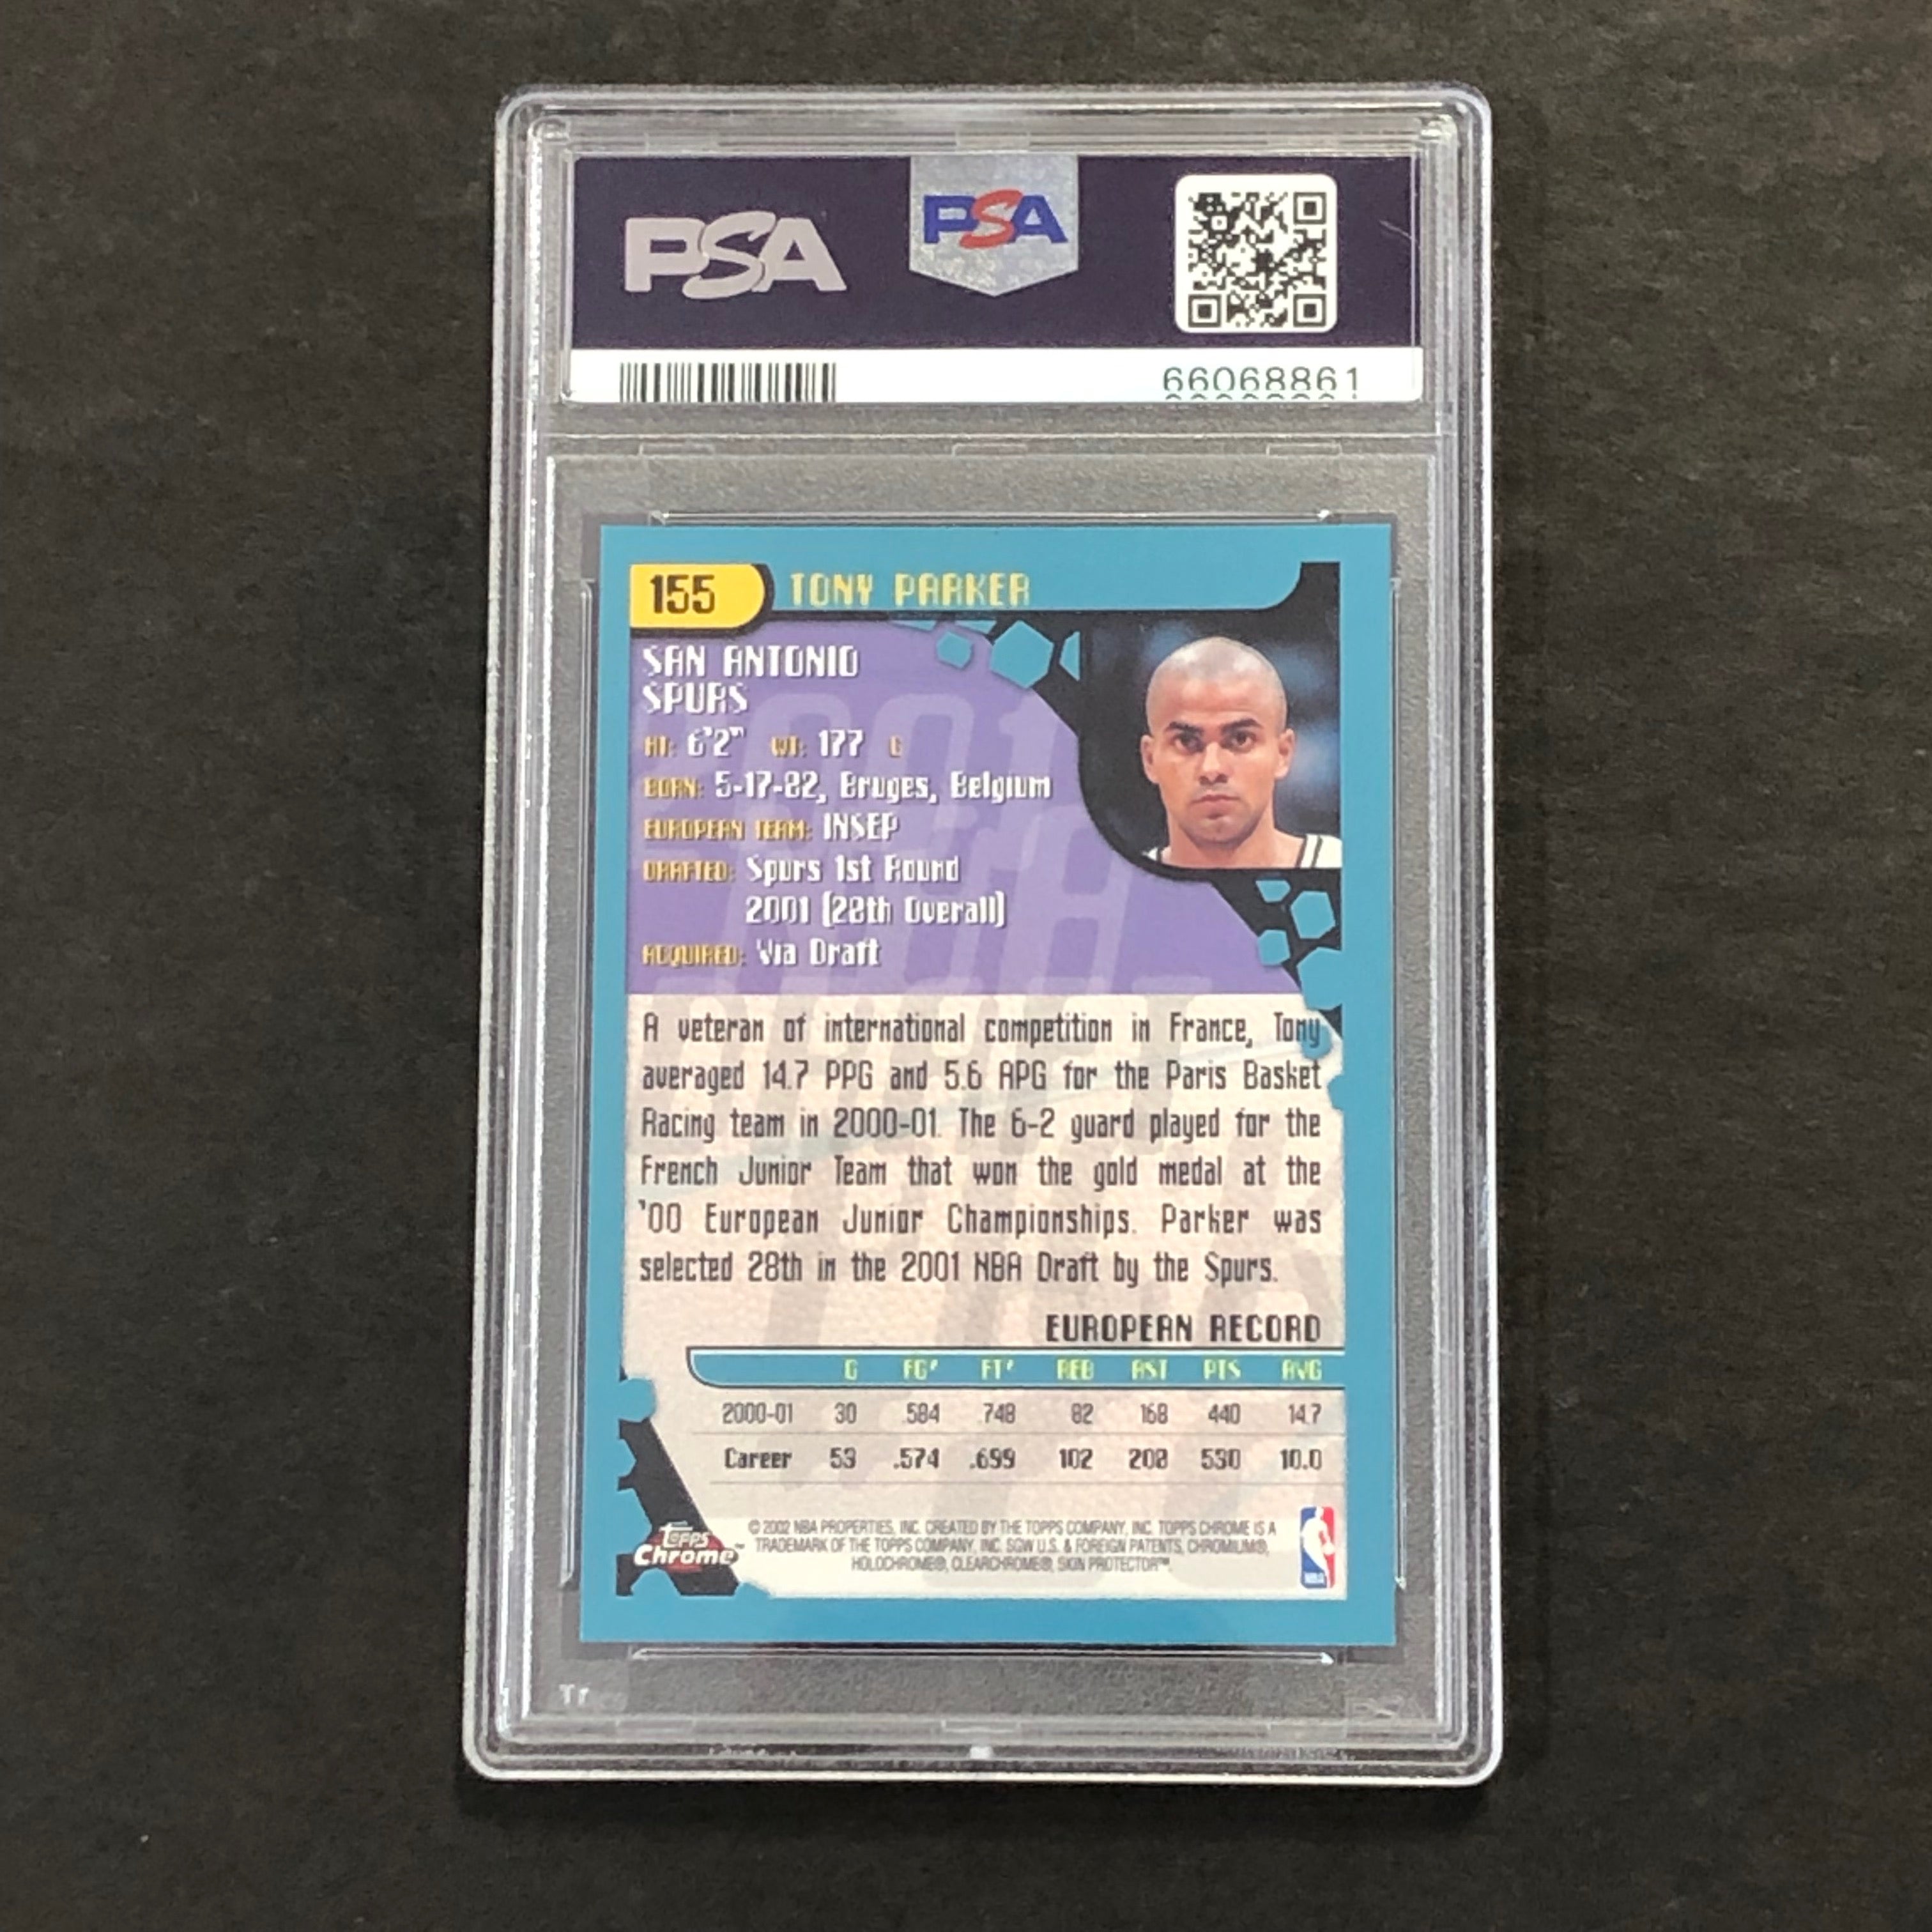 PSA
PSA
66068861
155 TONY PARKER
SAN ANTONIO
SPURS
HT: 6'2" WT: 177 G
BORN: 5-17-82, Bruges, Belgium
EUROPEAN TEAM: INSEP
DRAFTED: Spurs 1st Round
2001 (28th Overall)
ACQUIRED: Via Draft
A veteran of international competition in France, Tony
averaged 14.7 PPG and 5.6 APG for the Paris Basket
Racing team in 2000-01. The 6-2 guard played for the
French Junior Team that won the gold medal at the
'00 European Junior Championships. Parker was
selected 28th in the 2001 NBA Draft by the Spurs.
EUROPEAN RECORD
G FG% FT% REB AST PTS AVG
2000-01 30 .584 .748 82 168 440 14.7
Career 53 .574 .699 102 202 530 10.0
Topps
Chrome™
© 2002 NBA PROPERTIES, INC. CREATED BY THE TOPPS COMPANY, INC. TOPPS CHROME IS A
TRADEMARK OF THE TOPPS COMPANY, INC. SGW U.S. & FOREIGN PATENTS, CHROMIUM®,
HOLOCHROME®, CLEARCHROME®, SKIN PROTECTOR™.
NBA